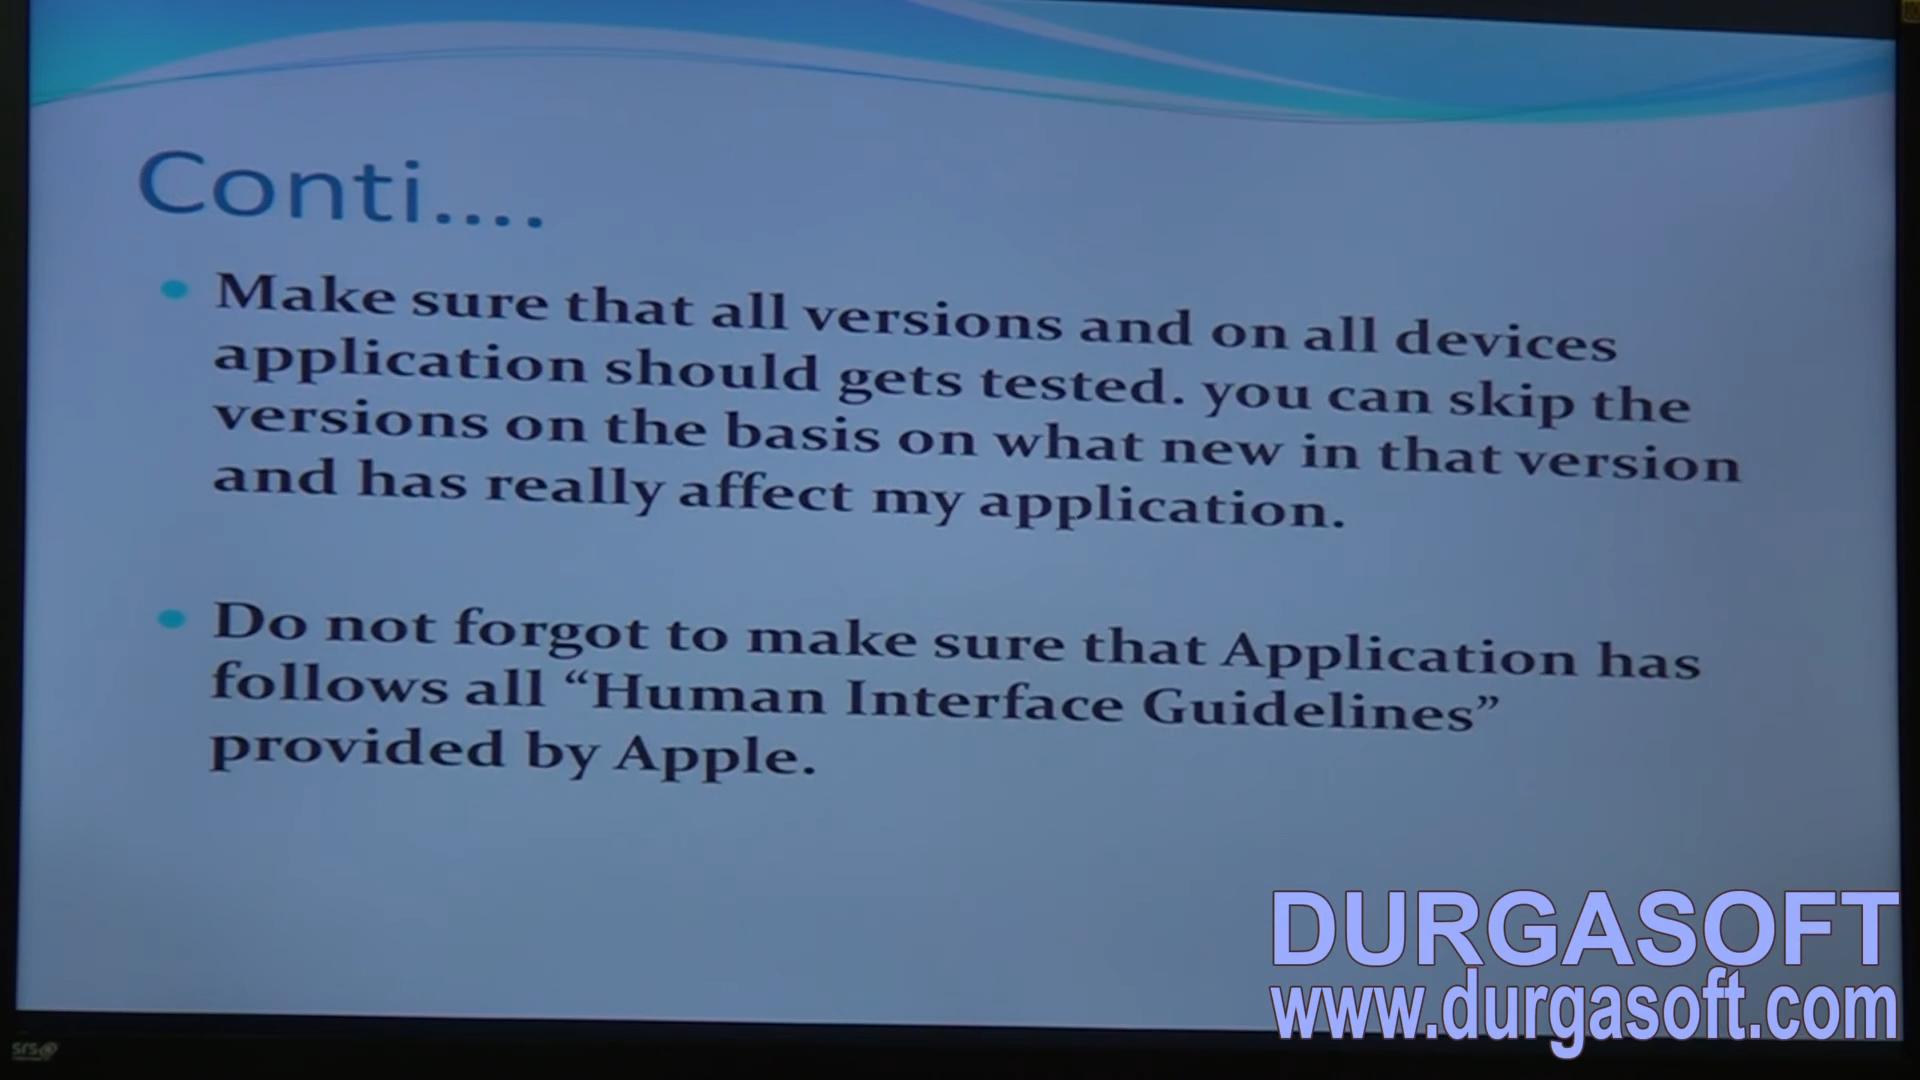 Conti....
• Make sure that all versions and on all devices
application should gets tested. you can skip the
versions on the basis on what new in that version
and has really affect my application.
• Do not forgot to make sure that Application has
follows all “Human Interface Guidelines”
provided by Apple.
DURGASOFT
www.durgasoft.com
srs